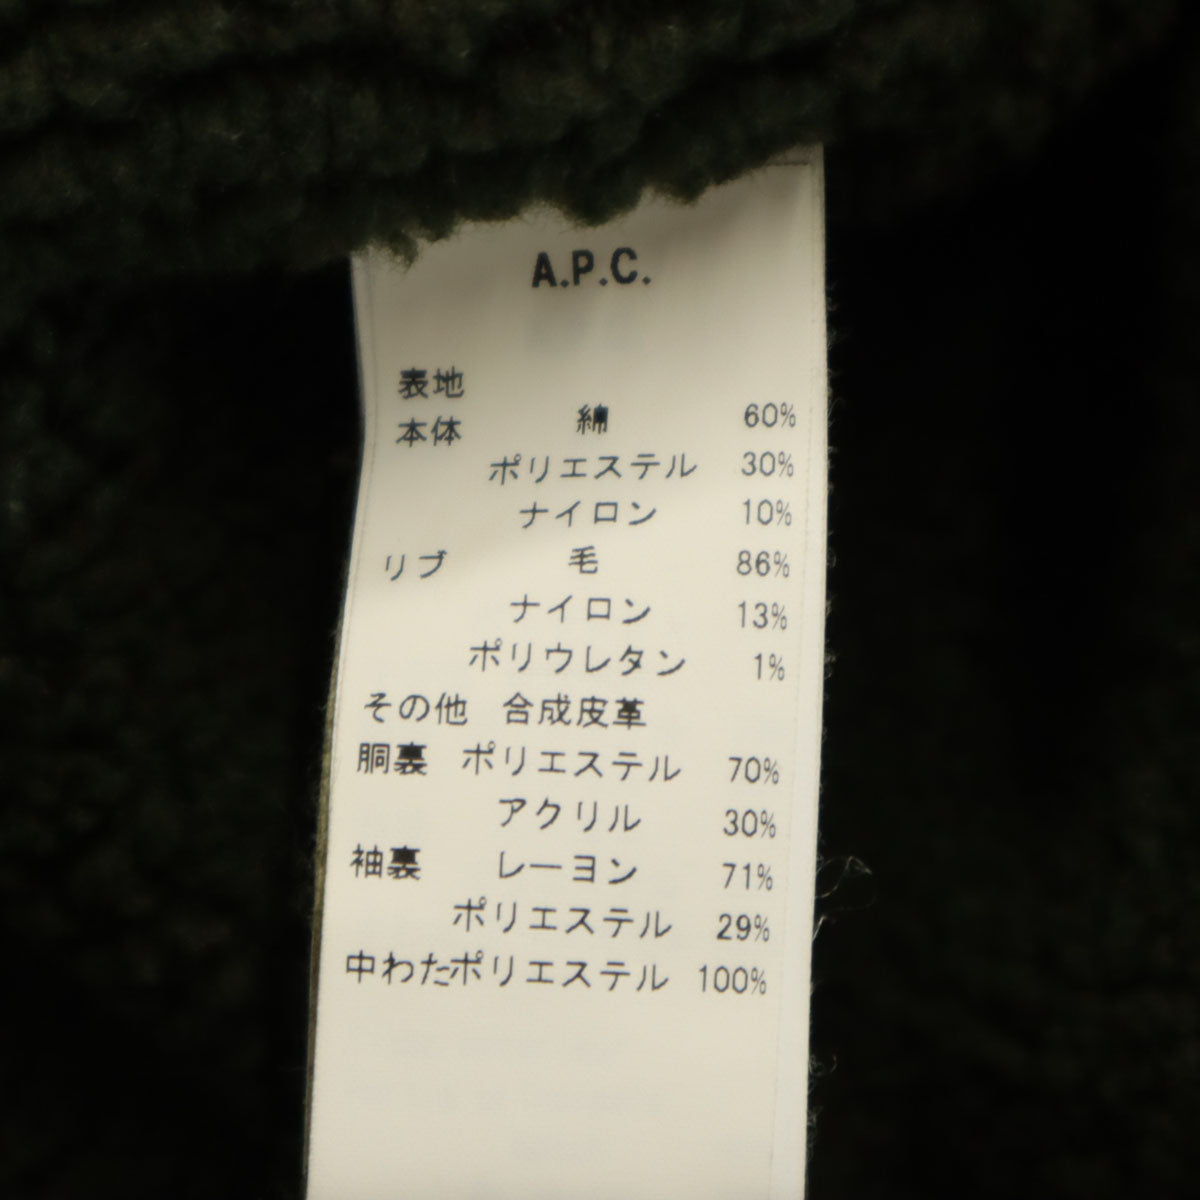 A.P.C.
表地
本体 綿 60%
ポリエステル 30%
ナイロン 10%
リブ 毛 86%
ナイロン 13%
ポリウレタン 1%
その他 合成皮革
胴裏 ポリエステル 70%
アクリル 30%
袖裏 レーヨン 71%
ポリエステル 29%
中わたポリエステル 100%